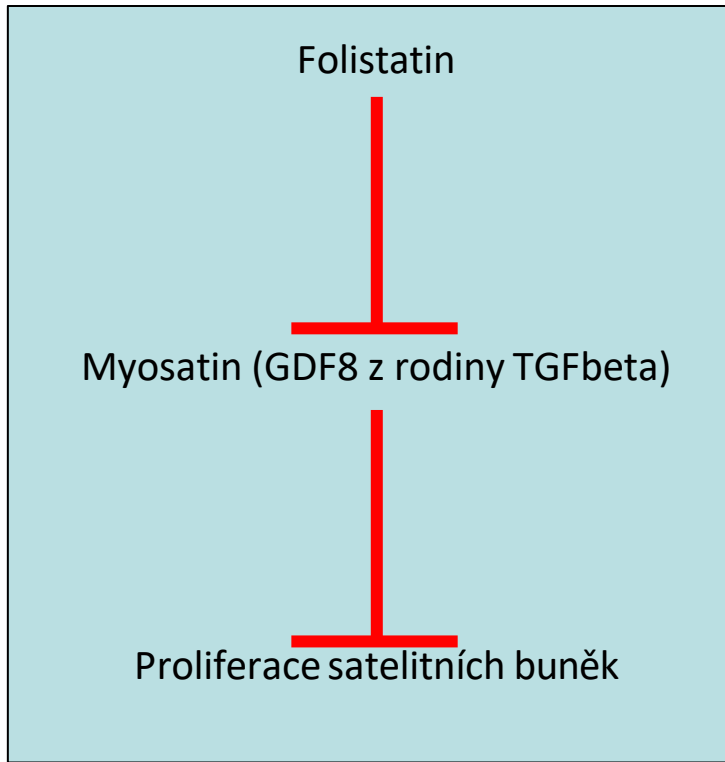 Folistatin
Myosatin (GDF8 z rodiny TGFbeta)
Proliferace satelitních buněk